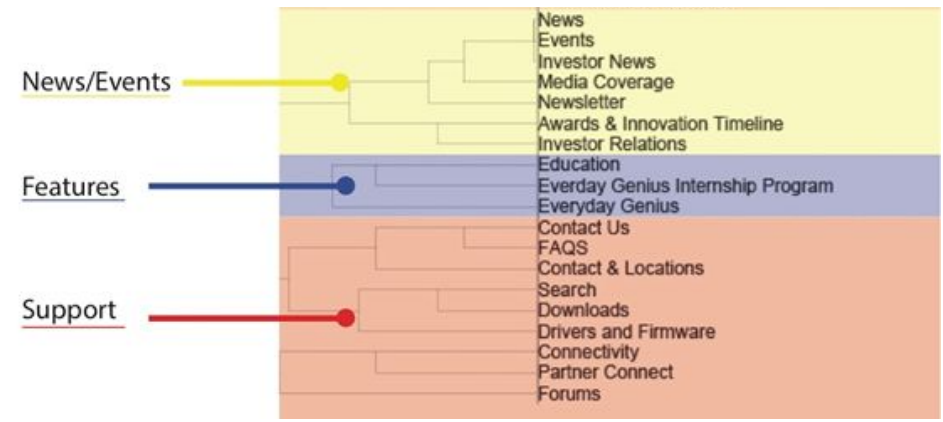 News/Events
News
Events
Investor News
Media Coverage
Newsletter
Awards & Innovation Timeline
Investor Relations
Features
Education
Everday Genius Internship Program
Everyday Genius
Support
Contact Us
FAQS
Contact & Locations
Search
Downloads
Drivers and Firmware
Connectivity
Partner Connect
Forums